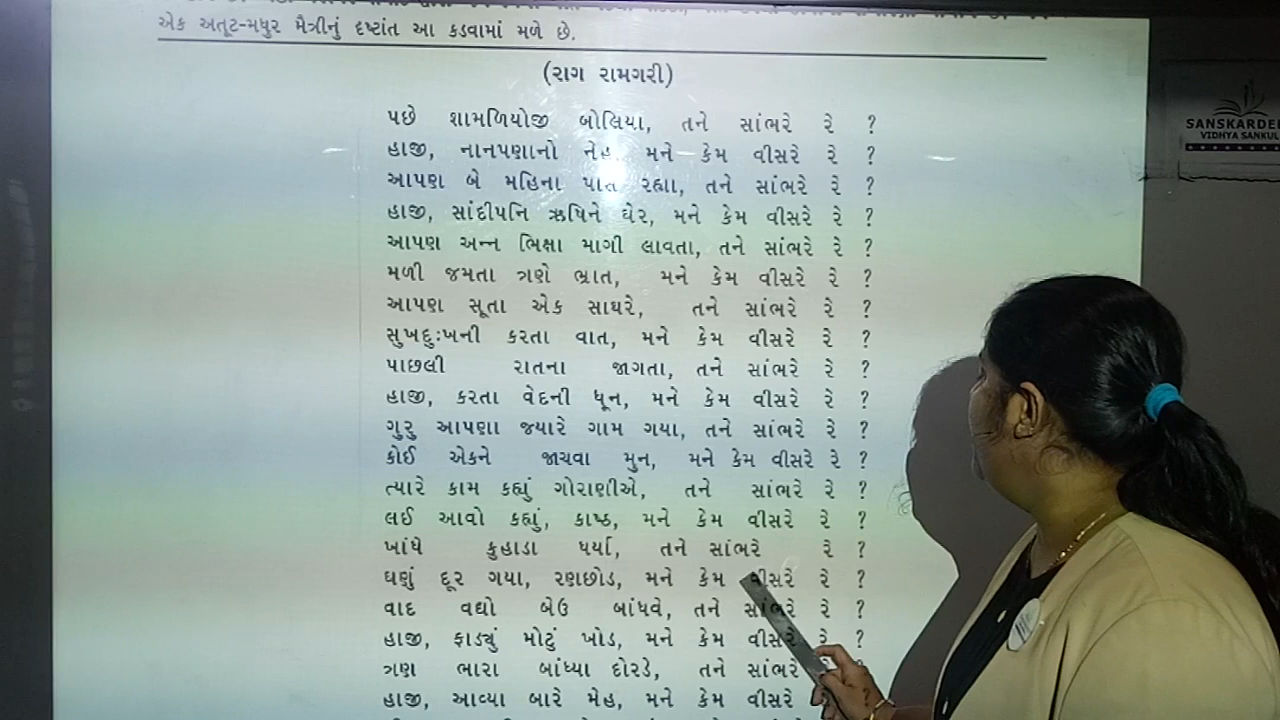 એક અતૂટ-મધુર મૈત્રીનું દૃષ્ટાંત આ કડવામાં મળે છે.
(રાગ રામગરી)
પછે શામળિયોજી બોલિયા, તને સાંભરે રે ?
હાજી, નાનપણાનો નેહ મને કેમ વીસરે રે ?
આપણ બે મહિના પાસ રહ્યા, તને સાંભરે રે ?
હાજી, સાંદીપનિ ઋષિને ઘેર, મને કેમ વીસરે રે ?
આપણ અન્ન ભિક્ષા માગી લાવતા, તને સાંભરે રે ?
મળી જમતા ત્રણે ભ્રાત, મને કેમ વીસરે રે ?
આપણ સૂતા એક સાથરે, તને સાંભરે રે ?
સુખદુઃખની કરતા વાત, મને કેમ વીસરે રે ?
પાછલી રાતના જાગતા, તને સાંભરે રે ?
હાજી, કરતા વેદની ધૂન, મને કેમ વીસરે રે ?
ગુરુ આપણા જ્યારે ગામ ગયા, તને સાંભરે રે ?
કોઈ એકને જાચવા મુન, મને કેમ વીસરે રે ?
ત્યારે કામ કહ્યું ગોરાણીએ, તને સાંભરે રે ?
લઈ આવો કહ્યું, કાષ્ઠ, મને કેમ વીસરે રે ?
ખાંધે કુહાડા ધર્યા, તને સાંભરે રે ?
ઘણું દૂર ગયા, રણછોડ, મને કેમ વીસરે રે ?
વાદ વદ્યો બેઉ બાંધવે, તને સાંભરે રે ?
હાજી, ફાડ્યું મોટું ખોડ, મને કેમ વીસરે રે ?
ત્રણ ભારા બાંધ્યા દોરડે, તને સાંભરે ?
હાજી, આવ્યા બારે મેહ, મને કેમ વીસરે ?
SANSKARDEE
VIDHYA SANKUL